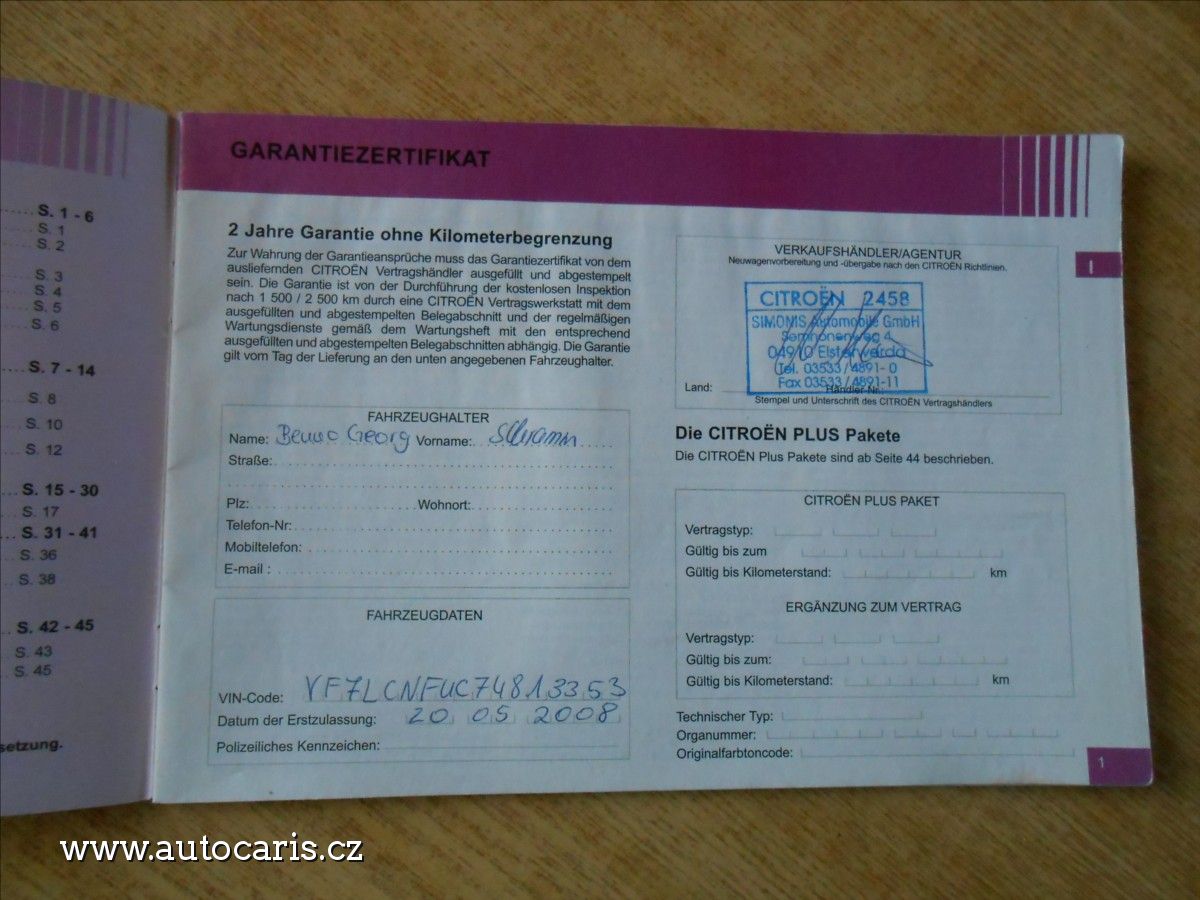 S. 1 - 6
S. 1
S. 2
S. 3
S. 4
S. 5
S. 6
S. 7 - 14
S. 8
S. 10
S. 12
S. 15 - 30
S. 17
S. 31 - 41
S. 36
S. 38
S. 42 - 45
S. 43
S. 45
setzung.
GARANTIEZERTIFIKAT
2 Jahre Garantie ohne Kilometerbegrenzung
Zur Wahrung der Garantieansprüche muss das Garantiezertifikat von dem
ausliefernden CITROËN Vertragshändler ausgefüllt und abgestempelt
sein. Die Garantie ist von der Durchführung der kostenlosen Inspektion
nach 1 500 / 2 500 km durch eine CITROËN Vertragswerkstatt mit dem
ausgefüllten und abgestempelten Belegabschnitt und der regelmäßigen
Wartungsdienste gemäß dem Wartungsheft mit den entsprechend
ausgefüllten und abgestempelten Belegabschnitten abhängig. Die Garantie
gilt vom Tag der Lieferung an den unten angegebenen Fahrzeughalter.
FAHRZEUGHALTER
Name: Benno Georg Vorname: Schramm
Straße:
Plz: Wohnort:
Telefon-Nr:
Mobiltelefon:
E-mail :
FAHRZEUGDATEN
VIN-Code: VF7LCNFUC74813353
Datum der Erstzulassung: 20 05 2008
Polizeiliches Kennzeichen:
VERKAUFSHÄNDLER/AGENTUR
Neuwagenvorbereitung und -übergabe nach den CITROËN Richtlinien.
CITROËN 2458
SIMONIS Automobile GmbH
Semnonenweg 4
04910 Elsterwerda
Tel. 03533/4891-0
Fax 03533/4891-11
Land: Händler Nr.:
Stempel und Unterschrift des CITROËN Vertragshändlers
I
Die CITROËN PLUS Pakete
Die CITROËN Plus Pakete sind ab Seite 44 beschrieben.
CITROËN PLUS PAKET
Vertragstyp:
Gültig bis zum
Gültig bis Kilometerstand: km
ERGÄNZUNG ZUM VERTRAG
Vertragstyp:
Gültig bis zum:
Gültig bis Kilometerstand: km
Technischer Typ:
Organummer:
Originalfarbtoncode:
1
www.autocaris.cz